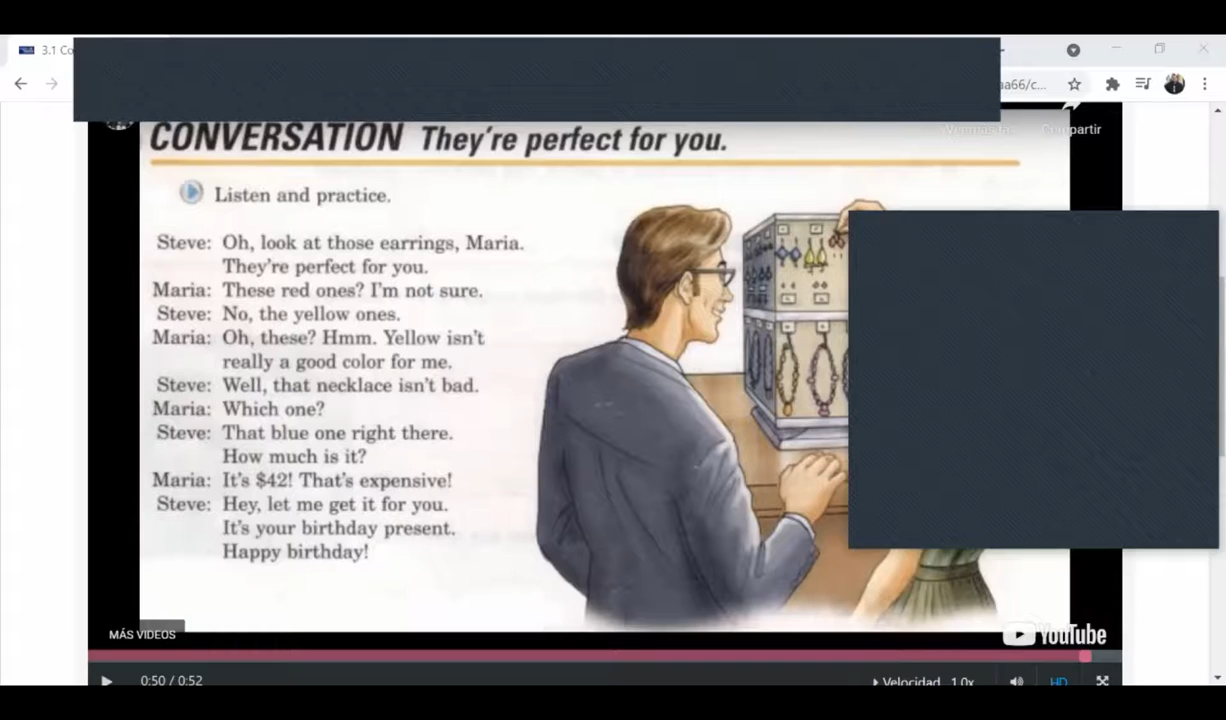 3.1 Co
aa66/c...
CONVERSATION They're perfect for you.
Compartir
Listen and practice.
Steve: Oh, look at those earrings, Maria.
They're perfect for you.
Maria: These red ones? I'm not sure.
Steve: No, the yellow ones.
Maria: Oh, these? Hmm. Yellow isn't
really a good color for me.
Steve: Well, that necklace isn't bad.
Maria: Which one?
Steve: That blue one right there.
How much is it?
Maria: It's $42! That's expensive!
Steve: Hey, let me get it for you.
It's your birthday present.
Happy birthday!
MÁS VIDEOS
YouTube
0:50 / 0:52
Velocidad 1.0x
HD